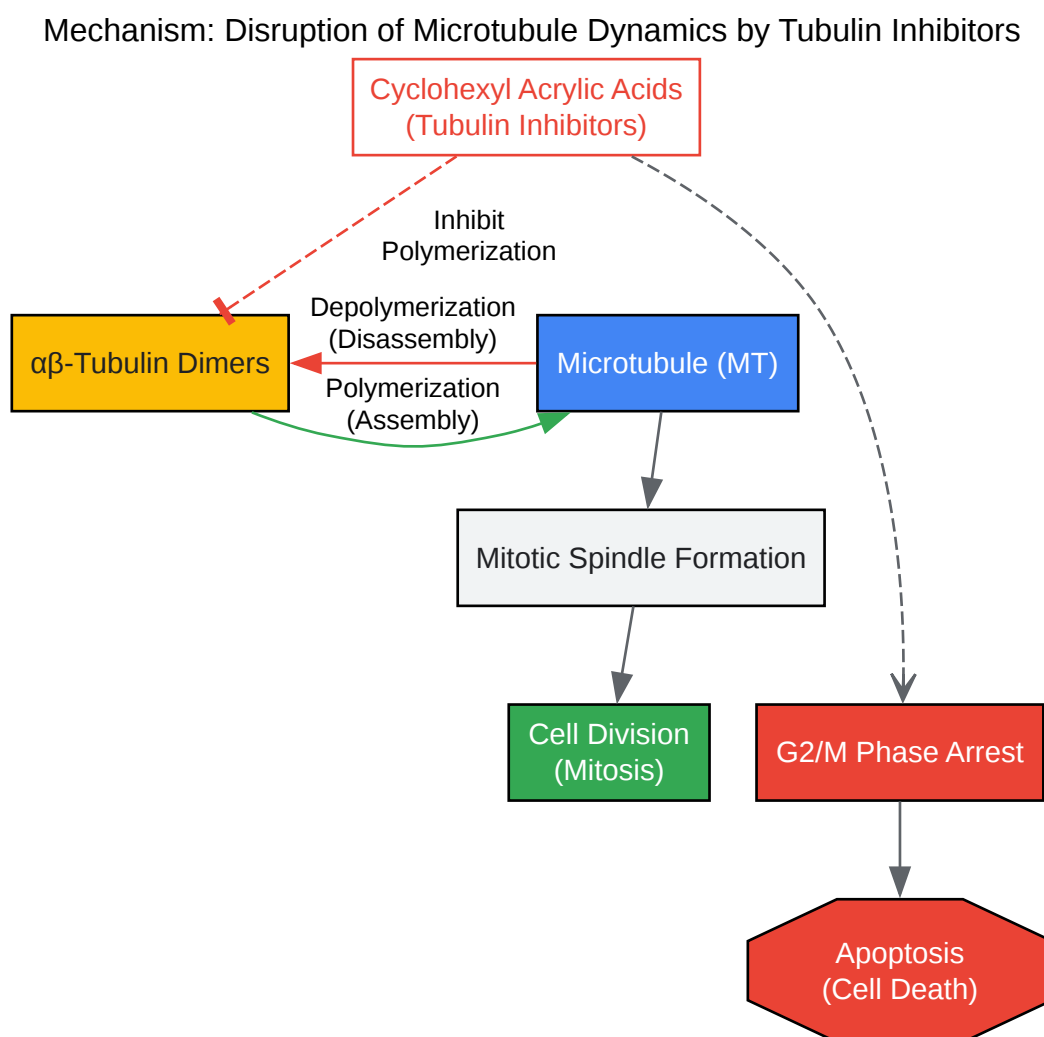 Mechanism: Disruption of Microtubule Dynamics by Tubulin Inhibitors
Cyclohexyl Acrylic Acids
(Tubulin Inhibitors)
Inhibit
Polymerization
αβ-Tubulin Dimers
Depolymerization
(Disassembly)
Polymerization
(Assembly)
Microtubule (MT)
Mitotic Spindle Formation
Cell Division
(Mitosis)
G2/M Phase Arrest
Apoptosis
(Cell Death)